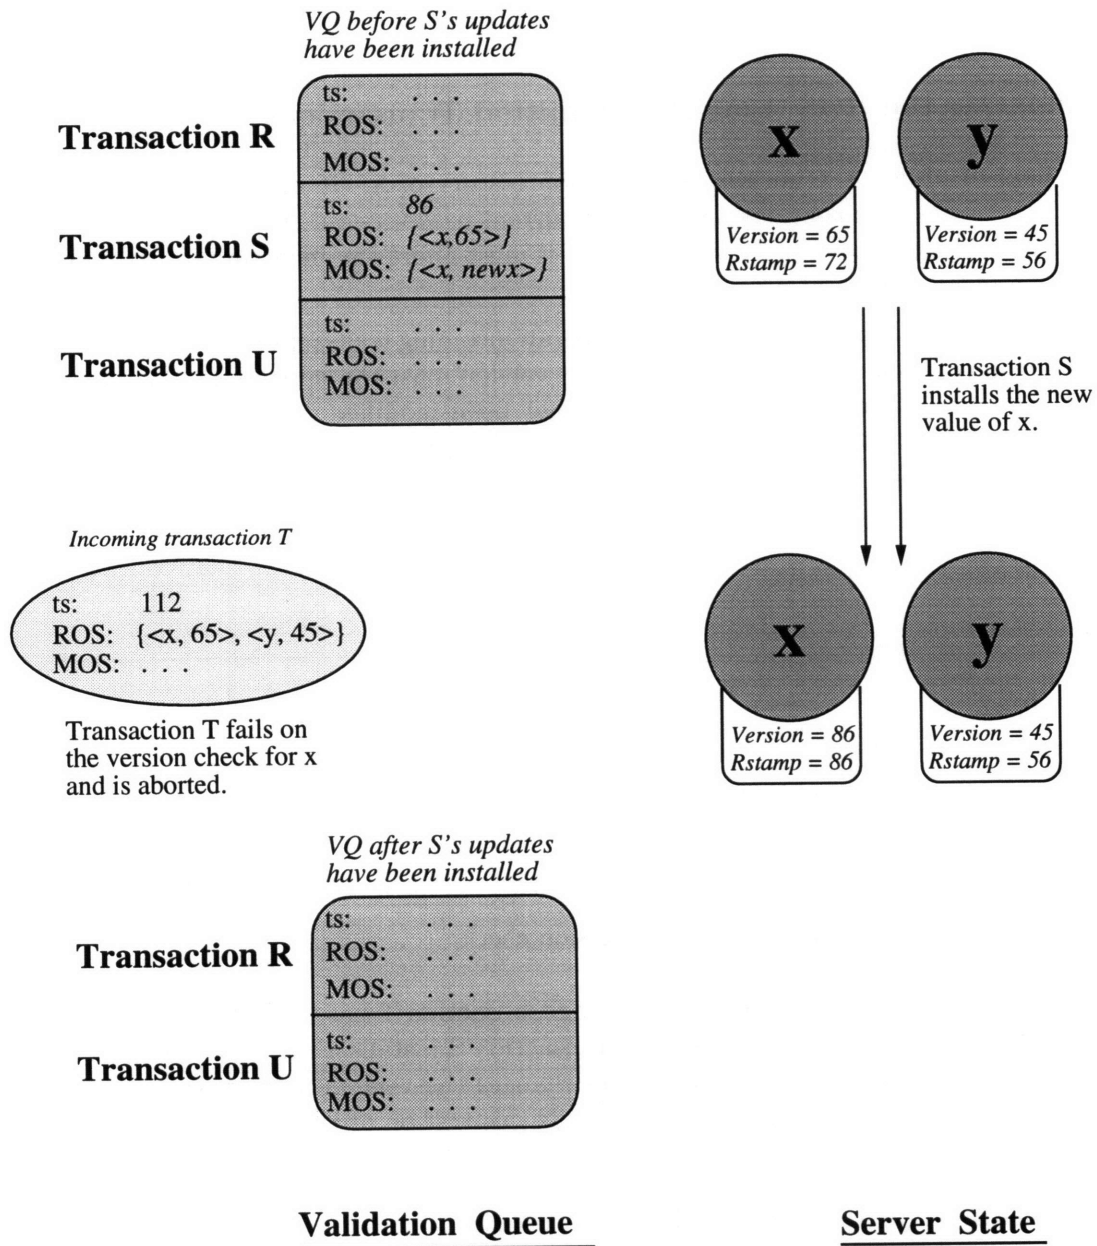 VQ before S's updates
have been installed
Transaction R
ts: . . .
ROS: . . .
MOS: . . .
Transaction S
ts: 86
ROS: {<x,65>}
MOS: {<x, newx>}
Transaction U
ts: . . .
ROS: . . .
MOS: . . .
x
Version = 65
Rstamp = 72
y
Version = 45
Rstamp = 56
Transaction S
installs the new
value of x.
Incoming transaction T
ts: 112
ROS: {<x, 65>, <y, 45>}
MOS: . . .
Transaction T fails on
the version check for x
and is aborted.
x
Version = 86
Rstamp = 86
y
Version = 45
Rstamp = 56
VQ after S's updates
have been installed
Transaction R
ts: . . .
ROS: . . .
MOS: . . .
Transaction U
ts: . . .
ROS: . . .
MOS: . . .
Validation Queue
Server State